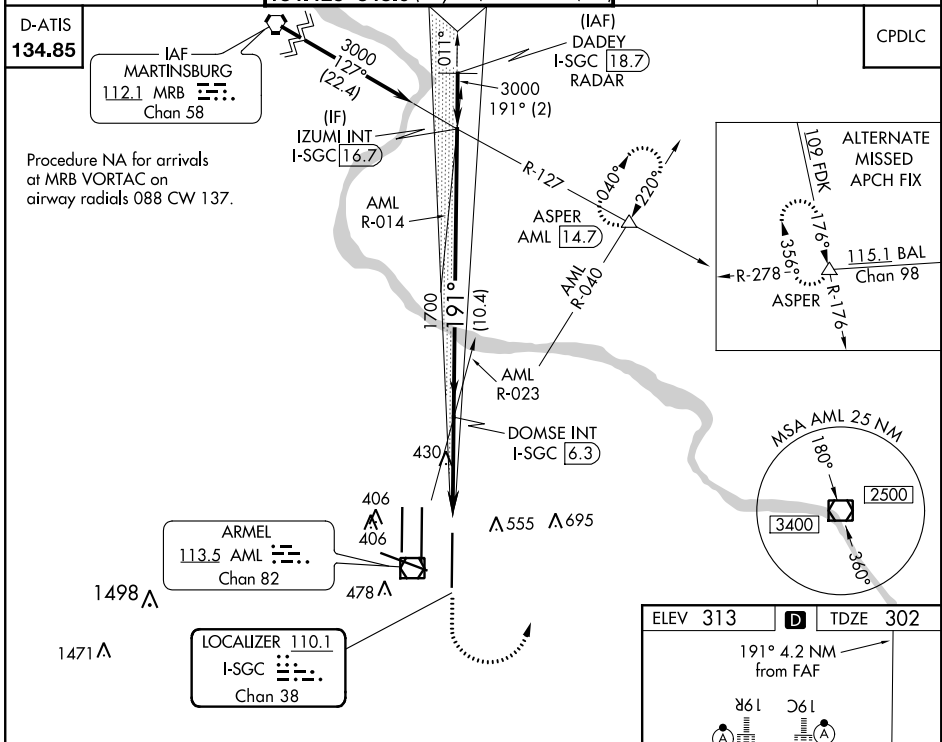 D-ATIS
134.85
CPDLC
IAF
MARTINSBURG
112.1 MRB
Chan 58
3000
127°
(22.4)
011°
(IAF)
DADEY
I-SGC 18.7
RADAR
3000
191° (2)
(IF)
IZUMI INT
I-SGC 16.7
Procedure NA for arrivals
at MRB VORTAC on
airway radials 088 CW 137.
AML
R-014
R-127
040°
220°
ASPER
AML 14.7
AML
R-040
ALTERNATE
MISSED
APCH FIX
109 FDK
176°
356°
115.1 BAL
Chan 98
R-278
ASPER
R-176
1700
191°
(10.4)
AML
R-023
DOMSE INT
I-SGC 6.3
430
406
406
555
695
478
1498
1471
ARMEL
113.5 AML
Chan 82
LOCALIZER 110.1
I-SGC
Chan 38
MSA AML 25 NM
180°
2500
3400
360°
ELEV 313
D
TDZE 302
191° 4.2 NM
from FAF
19R
19C
A
A